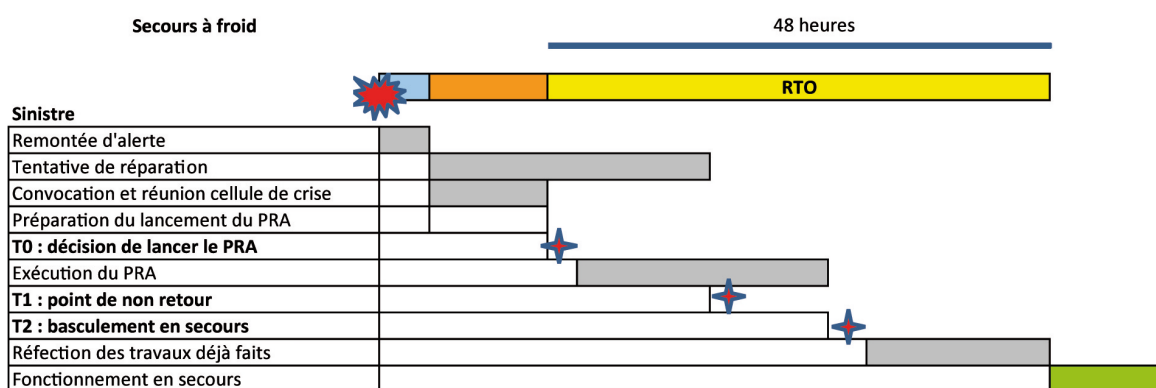 Secours à froid
48 heures
RTO
Sinistre
Remontée d'alerte
Tentative de réparation
Convocation et réunion cellule de crise
Préparation du lancement du PRA
T0 : décision de lancer le PRA
Exécution du PRA
T1 : point de non retour
T2 : basculement en secours
Réfection des travaux déjà faits
Fonctionnement en secours